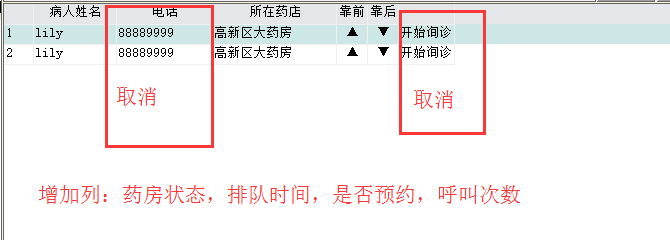 病人姓名 电话 所在药店 靠前 靠后
1 lily 88889999 高新区大药房 ▲ ▼ 开始询诊
2 lily 88889999 高新区大药房 ▲ ▼ 开始询诊
取消 取消
增加列：药房状态，排队时间，是否预约，呼叫次数